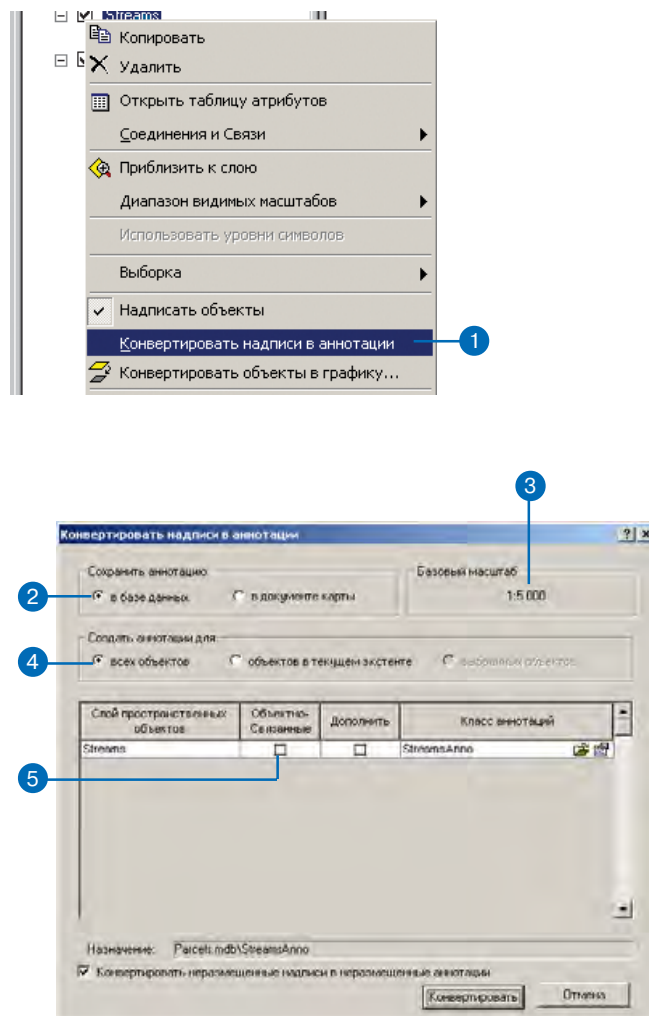 Streams
Копировать
Удалить
Открыть таблицу атрибутов
Соединения и Связи
Приблизить к слою
Диапазон видимых масштабов
Использовать уровни символов
Выборка
Надписать объекты
Конвертировать надписи в аннотации
1
Конвертировать объекты в графику...
3
Конвертировать надписи в аннотации
Сохранить аннотацию
Базовый масштаб
2
в базе данных
в документе карты
1:5 000
Создать аннотации для
4
всех объектов
объектов в текущем экстенте
выбранных объектов
Слой пространственных объектов
Объектно-Связанные
Дополнить
Класс аннотаций
Streams
StreamsAnno
5
Назначение: Parcels.mdb\StreamsAnno
Конвертировать неразмещенные надписи в неразмещенные аннотации
Конвертировать
Отмена